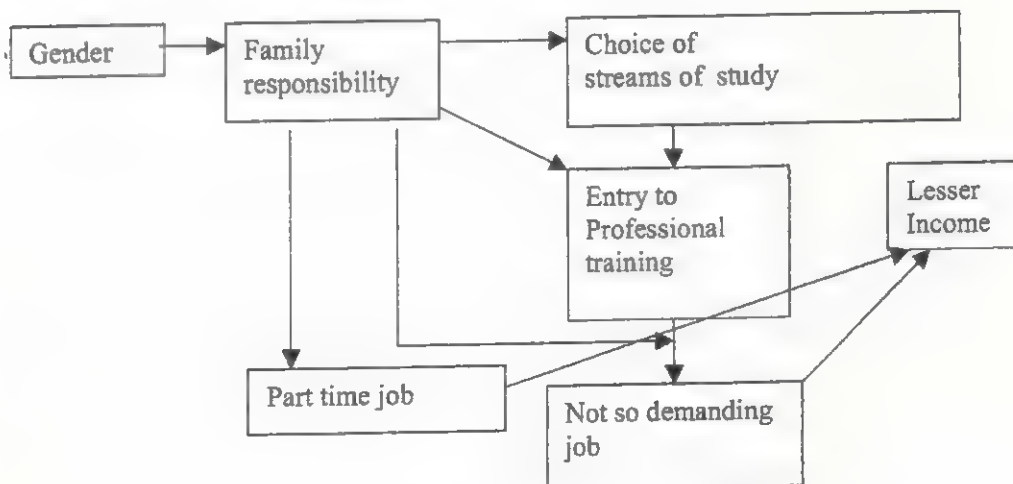 Gender
Family
responsibility
Choice of
streams of study
Entry to
Professional
training
Lesser
Income
Part time job
Not so demanding
job